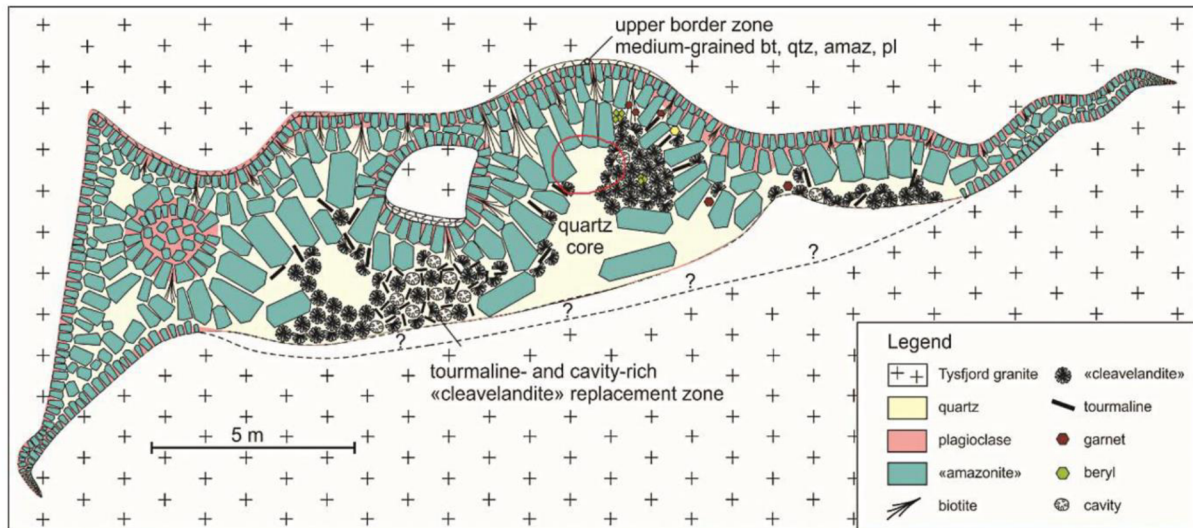 upper border zone
medium-grained bt, qtz, amaz, pl
quartz
core
?
?
?
?
tourmaline- and cavity-rich
«cleavelandite» replacement zone
5 m
Legend
Tysfjord granite
«cleavelandite»
quartz
tourmaline
plagioclase
garnet
«amazonite»
beryl
biotite
cavity